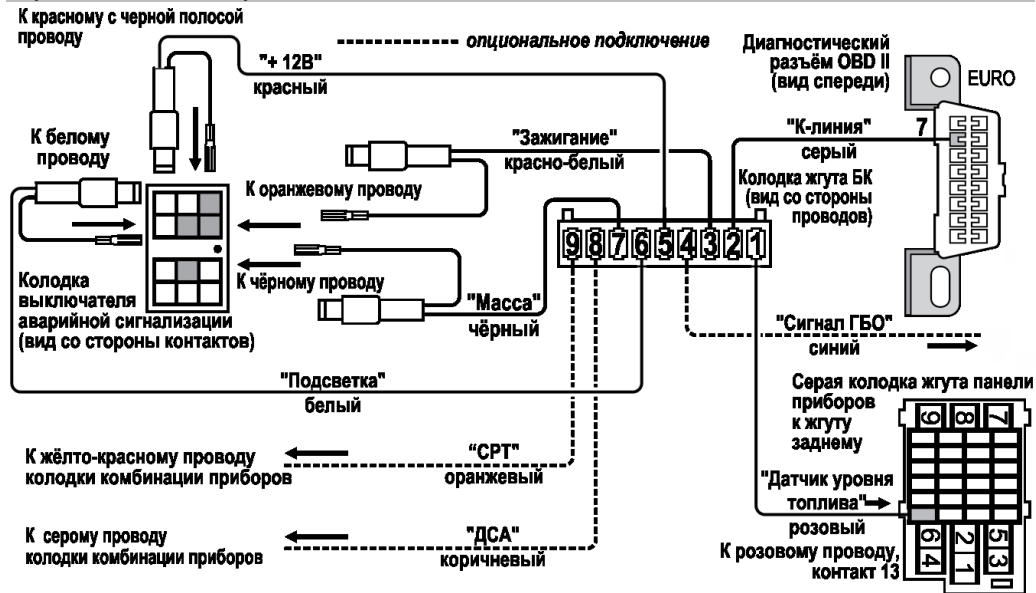 К красному с черной полосой
проводу
опциональное подключение
"+ 12В"
красный
Диагностический
разъём OBD II
(вид спереди)
EURO
К белому
проводу
"Зажигание"
красно-белый
"К-линия"
серый
7
К оранжевому проводу
Колодка жгута БК
(вид со стороны
проводов)
9 8 7 6 5 4 3 2 1
Колодка
выключателя
аварийной сигнализации
(вид со стороны контактов)
К чёрному проводу
"Масса"
чёрный
"Сигнал ГБО"
синий
"Подсветка"
белый
Серая колодка жгута панели
приборов
к жгуту
заднему
9 8 7
К жёлто-красному проводу
колодки комбинации приборов
"СРТ"
оранжевый
"Датчик уровня
топлива"
розовый
К серому проводу
колодки комбинации приборов
"ДСА"
коричневый
6 4 2 1 5 3
К розовому проводу,
контакт 13